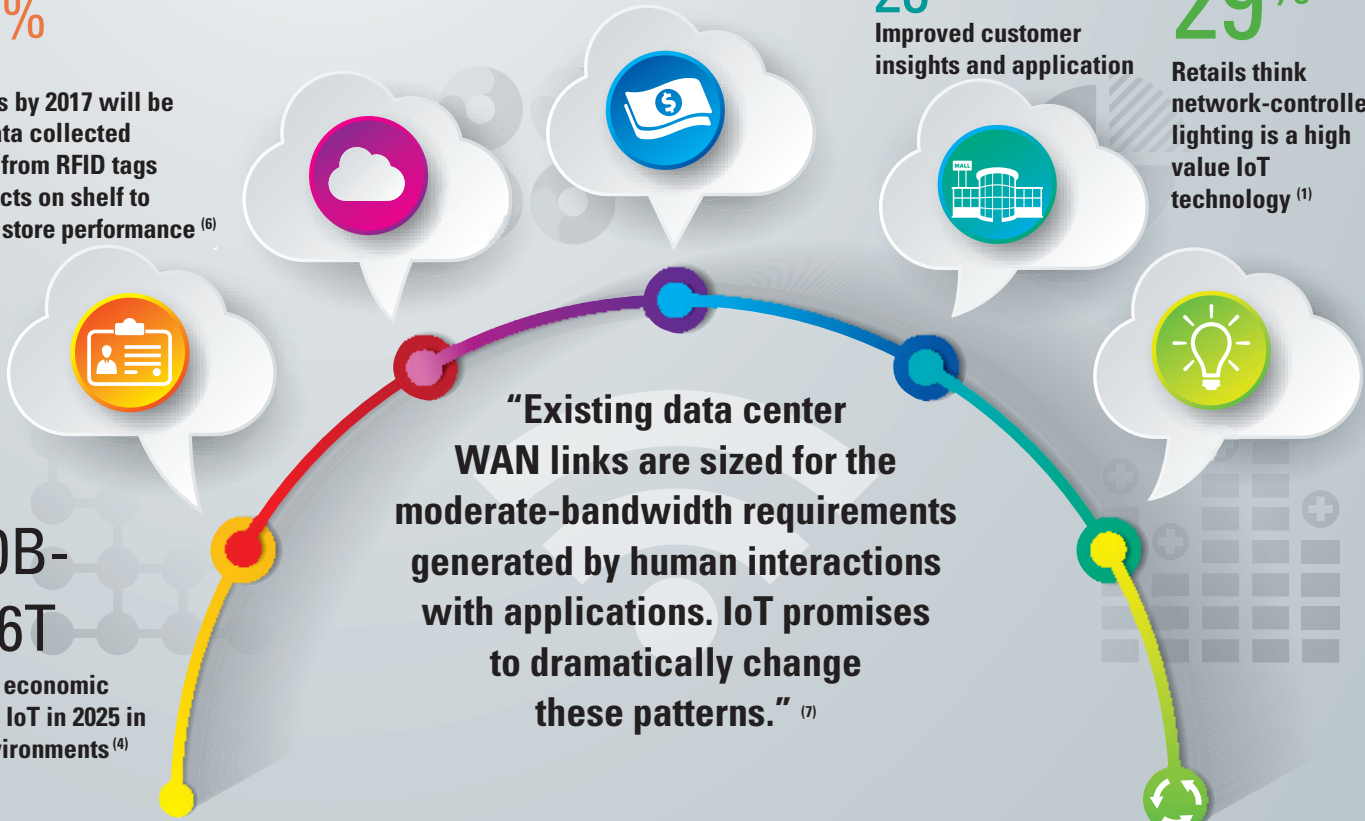 %
s by 2017 will be
ata collected
from RFID tags
cts on shelf to
store performance (6)
Improved customer
insights and application
29%
Retails think
network-controlle
lighting is a high
value IoT
technology (1)
MALL
$
“Existing data center
WAN links are sized for the
moderate-bandwidth requirements
generated by human interactions
with applications. IoT promises
to dramatically change
these patterns.” (7)
0B-
6T
economic
IoT in 2025 in
vironments (4)